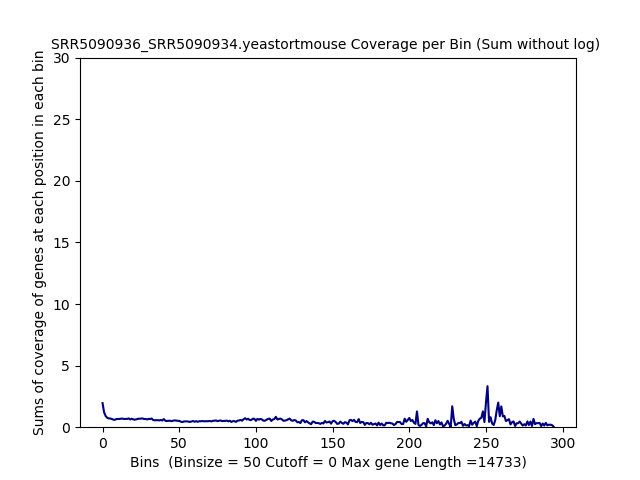 SRR5090936_SRR5090934.yeastortmouse Coverage per Bin (Sum without log)
Sums of coverage of genes at each position in each bin
30
25
20
15
10
5
0
0 50 100 150 200 250 300
Bins  (Binsize = 50 Cutoff = 0 Max gene Length =14733)